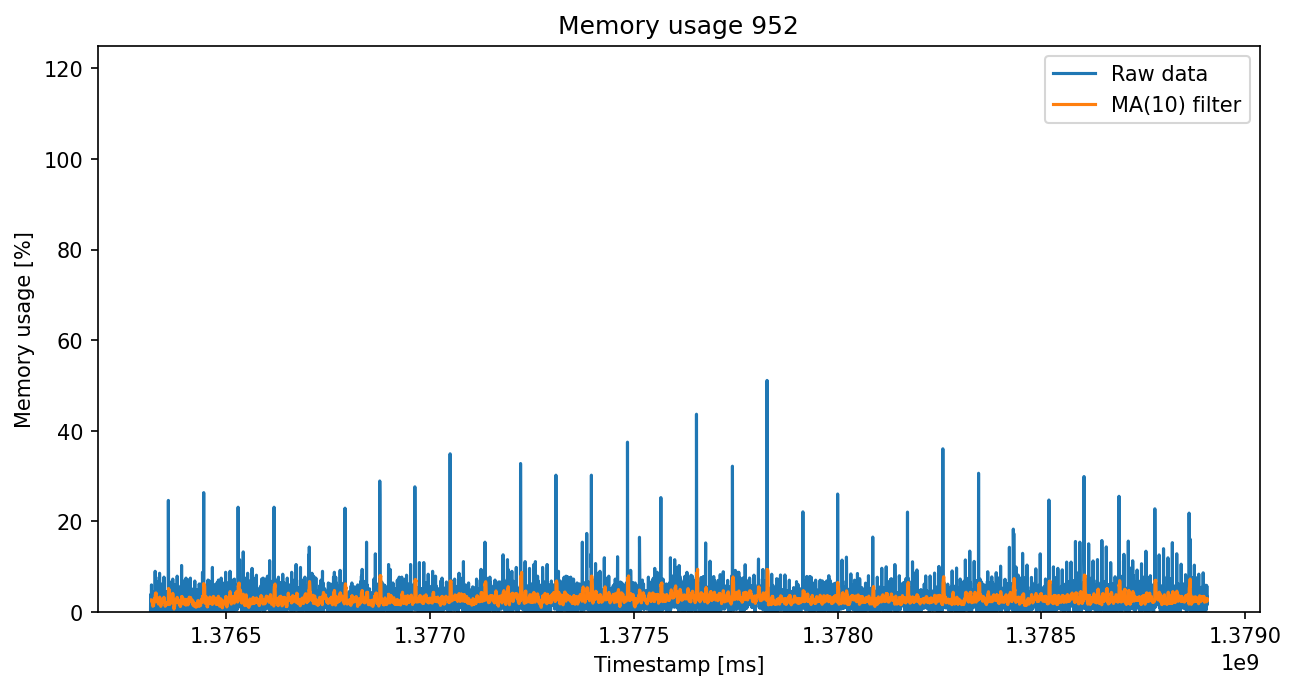 Memory usage 952
Raw data
MA(10) filter
Memory usage [%]
120
100
80
60
40
20
0
1.3765 1.3770 1.3775 1.3780 1.3785 1.3790
1e9
Timestamp [ms]